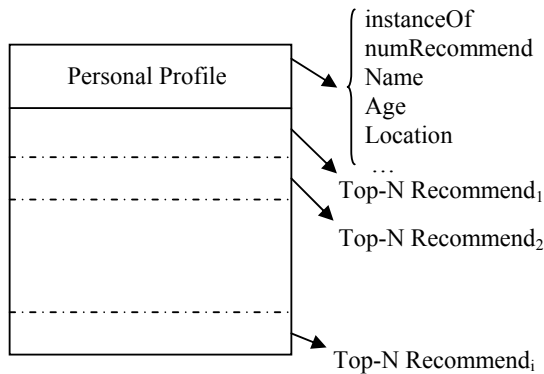 Personal Profile
instanceOf
numRecommend
Name
Age
Location
...
Top-N Recommend₁
Top-N Recommend₂
Top-N Recommendᵢ